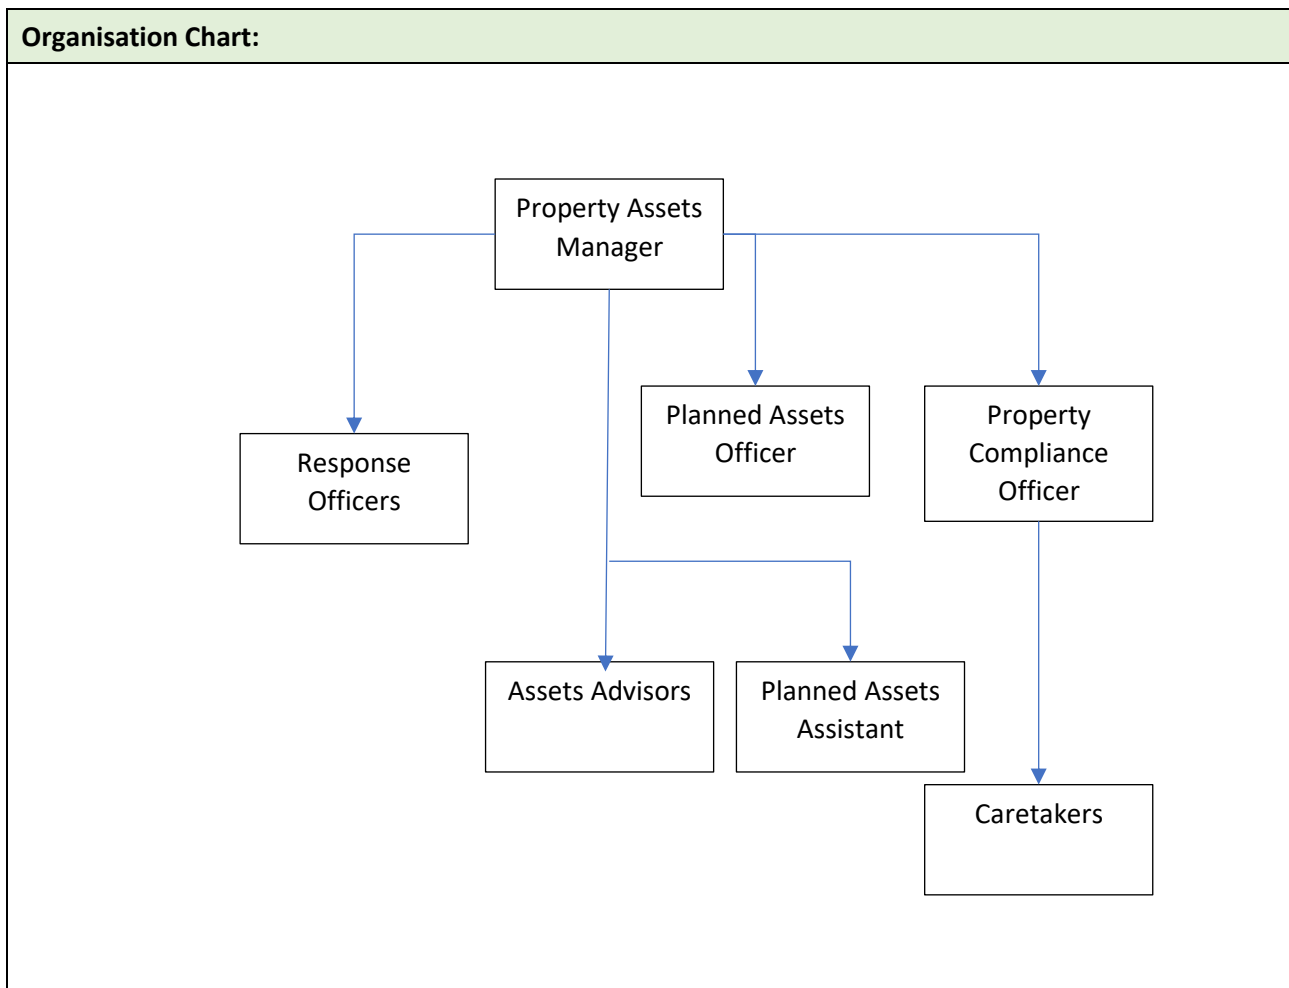 Organisation Chart:
Property Assets
Manager
Planned Assets
Officer
Property
Compliance
Officer
Response
Officers
Assets Advisors
Planned Assets
Assistant
Caretakers